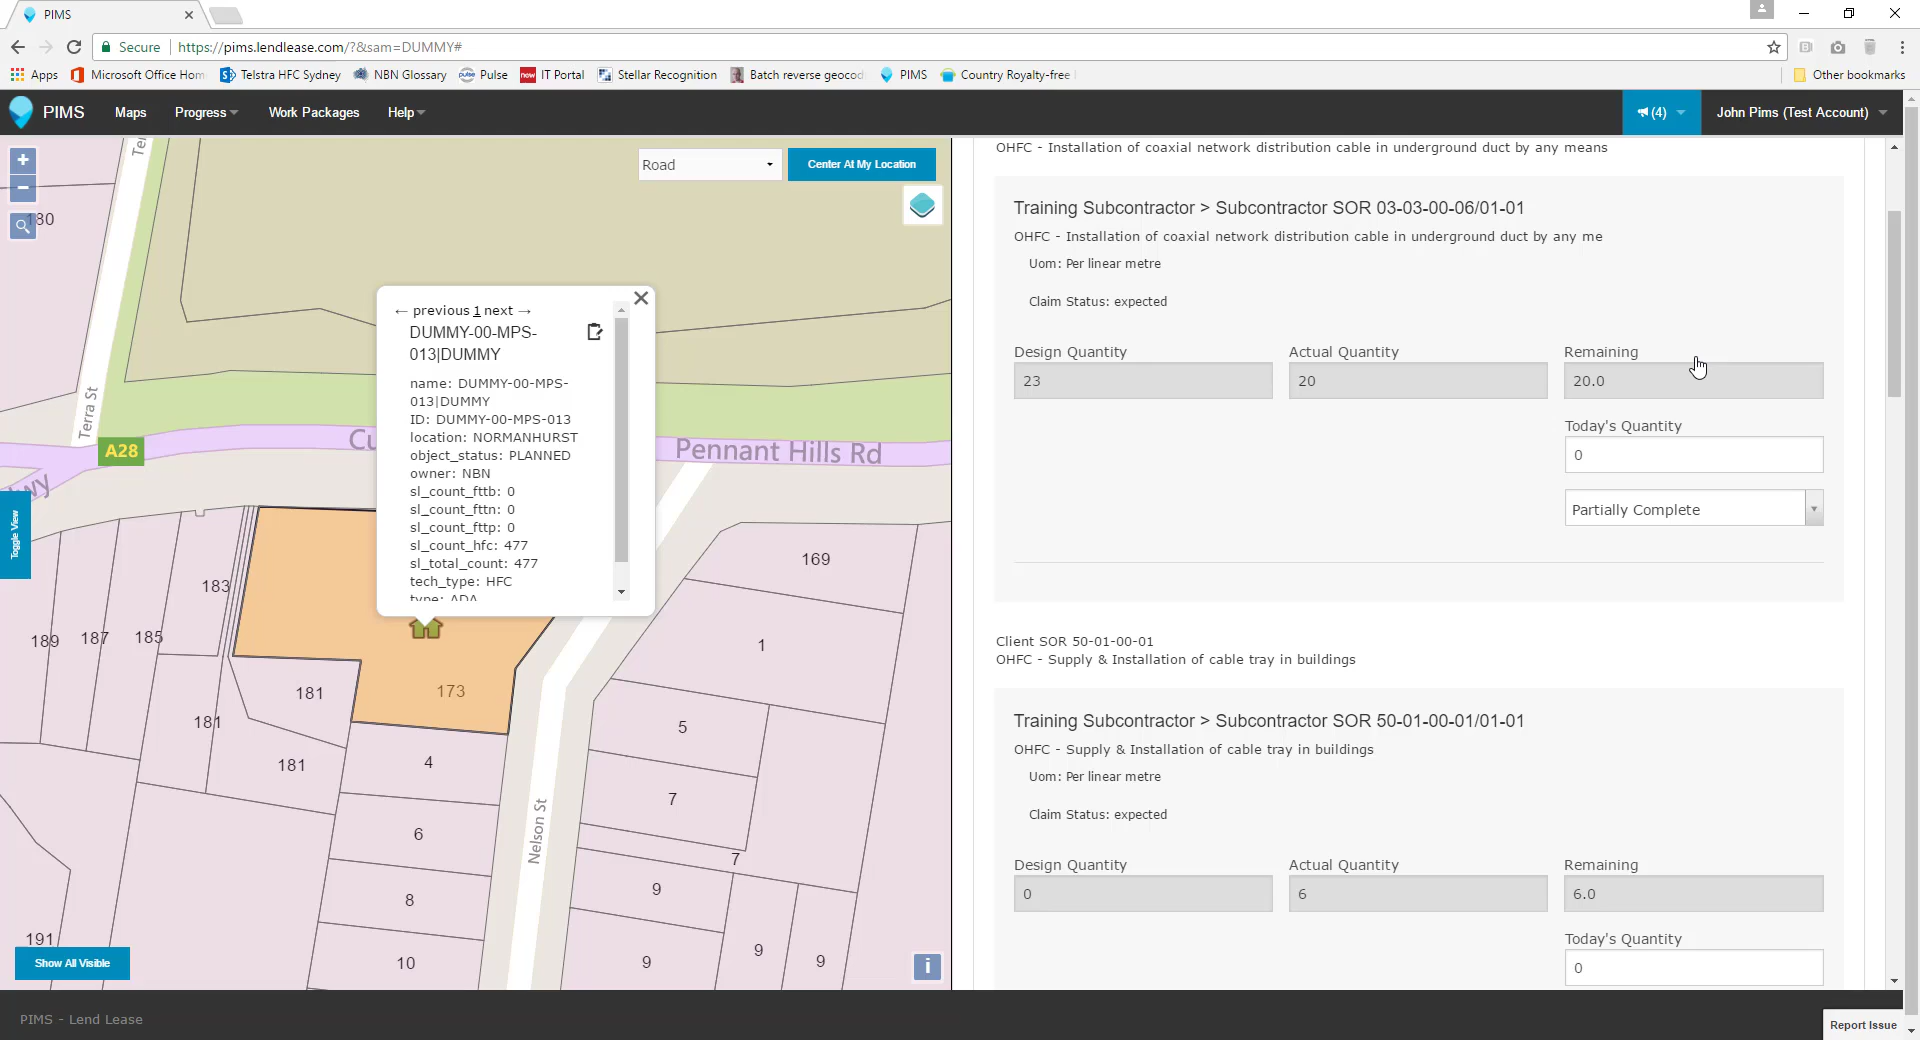 PIMS
Secure
https://pims.lendlease.com/?&sam=DUMMY#
Apps
Microsoft Office Hom
Telstra HFC Sydney
NBN Glossary
Pulse
IT Portal
Stellar Recognition
Batch reverse geocod
PIMS
Country Royalty-free
Other bookmarks
PIMS
Maps
Progress
Work Packages
Help
(4)
John Pims (Test Account)
Road
Center At My Location
Terra St
A28
Pennant Hills Rd
Nelson St
Toggle View
← previous 1 next →
DUMMY-00-MPS-
013|DUMMY
name: DUMMY-00-MPS-
013|DUMMY
ID: DUMMY-00-MPS-013
location: NORMANHURST
object_status: PLANNED
owner: NBN
sl_count_fttb: 0
sl_count_fttn: 0
sl_count_fttp: 0
sl_count_hfc: 477
sl_total_count: 477
tech_type: HFC
type: ADA
183
189
187
185
181
181
181
173
4
6
8
10
191
169
1
5
7
7
9
9
9
9
Show All Visible
i
OHFC - Installation of coaxial network distribution cable in underground duct by any means
Training Subcontractor > Subcontractor SOR 03-03-00-06/01-01
OHFC - Installation of coaxial network distribution cable in underground duct by any me
Uom: Per linear metre
Claim Status: expected
Design Quantity
Actual Quantity
Remaining
23
20
20.0
Today's Quantity
0
Partially Complete
Client SOR 50-01-00-01
OHFC - Supply & Installation of cable tray in buildings
Training Subcontractor > Subcontractor SOR 50-01-00-01/01-01
OHFC - Supply & Installation of cable tray in buildings
Uom: Per linear metre
Claim Status: expected
Design Quantity
Actual Quantity
Remaining
0
6
6.0
Today's Quantity
0
PIMS - Lend Lease
Report Issue